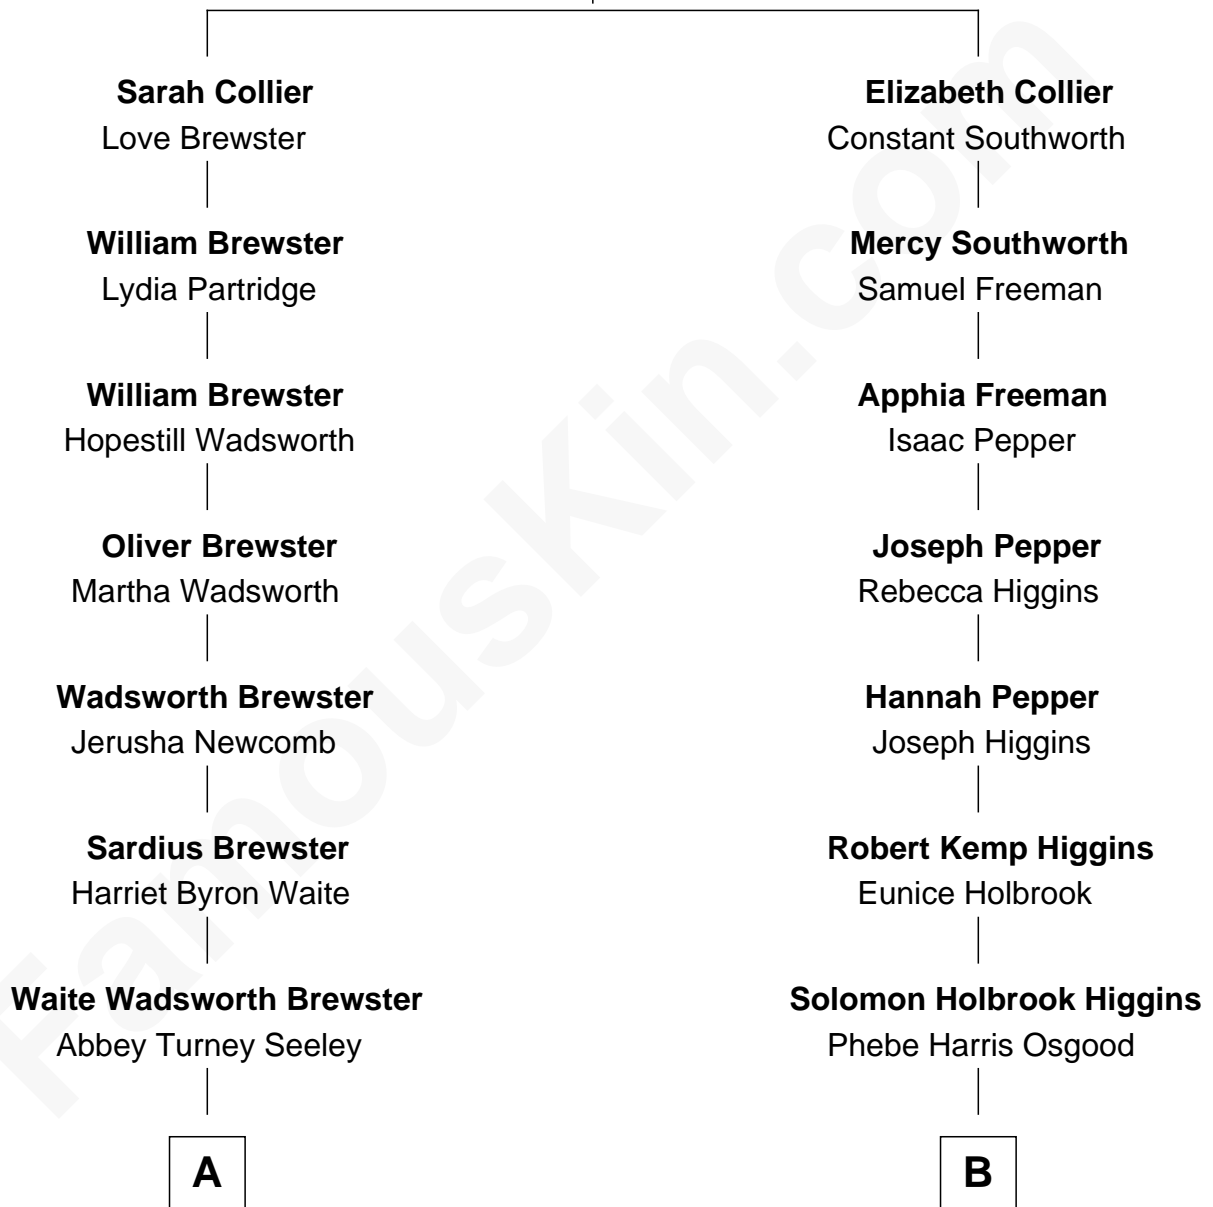 Sarah Collier
Love Brewster
William Brewster
Lydia Partridge
William Brewster
Hopestill Wadsworth
Oliver Brewster
Martha Wadsworth
Wadsworth Brewster
Jerusha Newcomb
Sardius Brewster
Harriet Byron Waite
Waite Wadsworth Brewster
Abbey Turney Seeley
A
Elizabeth Collier
Constant Southworth
Mercy Southworth
Samuel Freeman
Apphia Freeman
Isaac Pepper
Joseph Pepper
Rebecca Higgins
Hannah Pepper
Joseph Higgins
Robert Kemp Higgins
Eunice Holbrook
Solomon Holbrook Higgins
Phebe Harris Osgood
B
FamousKin.com